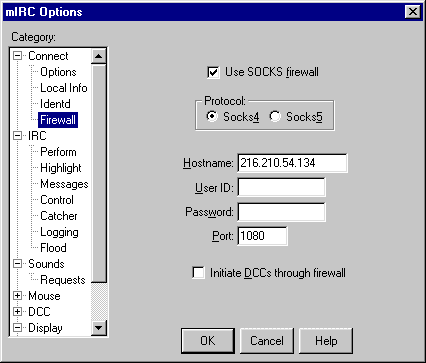 mIRC Options
Category:
Connect
Options
Local Info
Identd
Firewall
IRC
Perform
Highlight
Messages
Control
Catcher
Logging
Flood
Sounds
Requests
Mouse
DCC
Display
Use SOCKS firewall
Protocol:
Socks4 Socks5
Hostname: 216.210.54.134
User ID:
Password:
Port: 1080
Initiate DCCs through firewall
OK Cancel Help